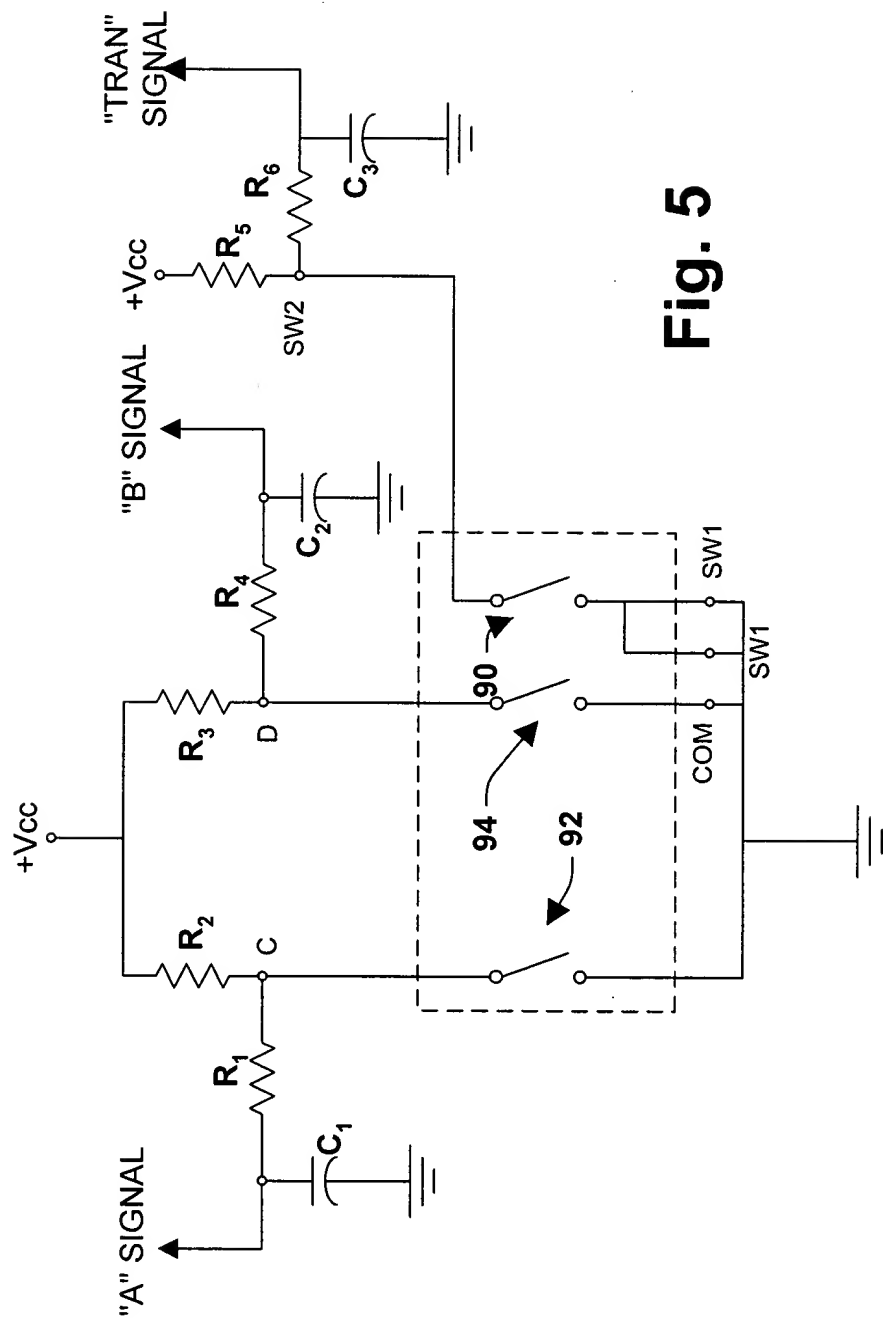 "A" SIGNAL
C₁
R₁
C
R₂
+Vcc
R₃
D
R₄
C₂
"B" SIGNAL
+Vcc
R₅
SW2
R₆
C₃
"TRAN"
SIGNAL
92
94
90
COM
SW1
SW1
Fig. 5